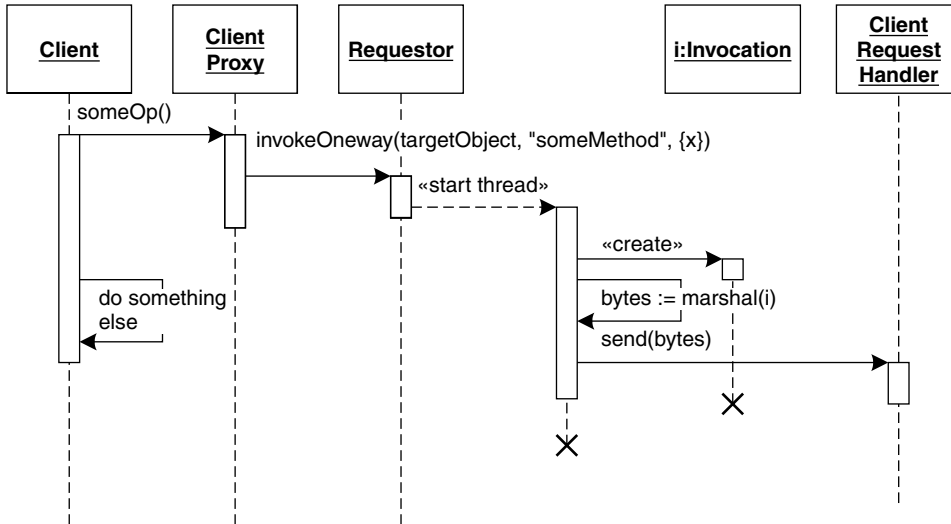 Client
Client
Proxy
Requestor
i:Invocation
Client
Request
Handler
someOp()
invokeOneway(targetObject, "someMethod", {x})
«start thread»
«create»
do something
else
bytes := marshal(i)
send(bytes)